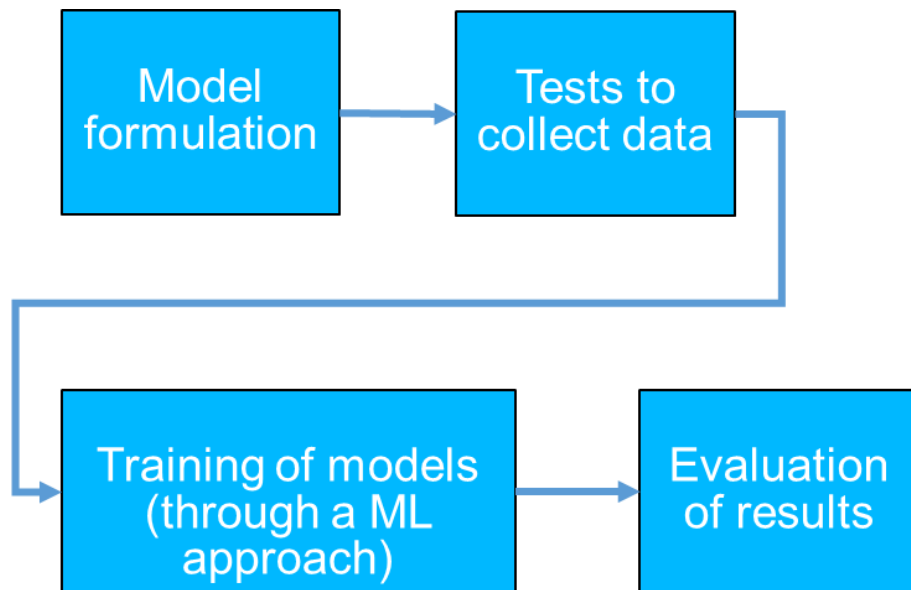 Model
formulation
Tests to
collect data
Training of models
(through a ML
approach)
Evaluation
of results